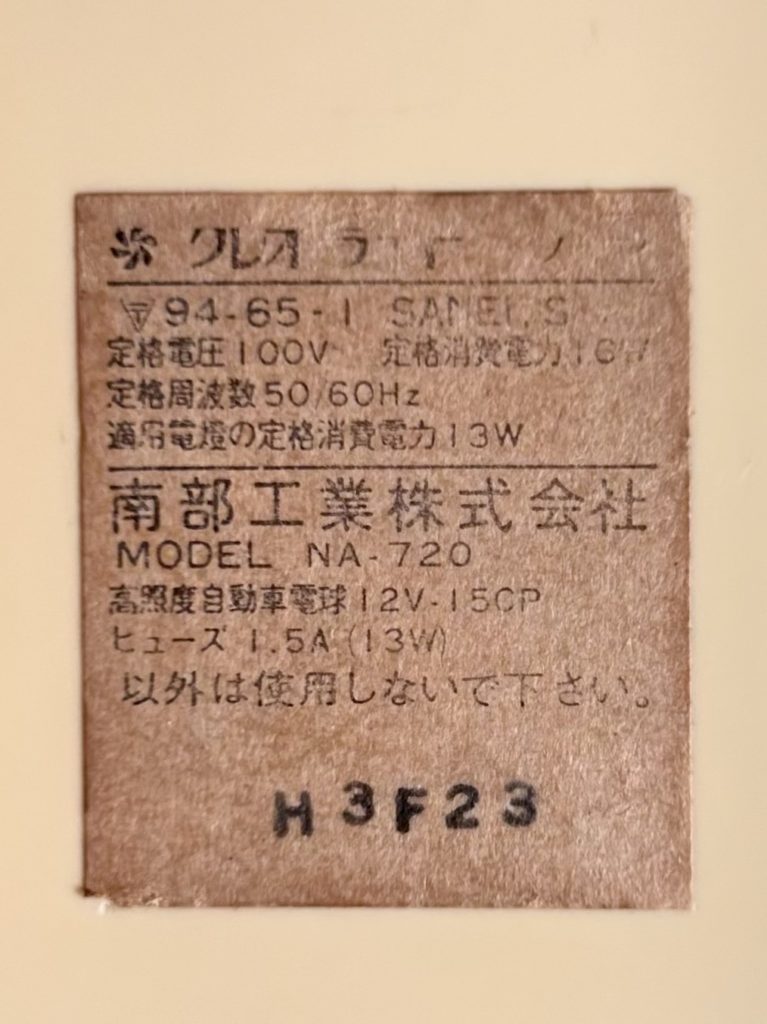 クレオ
〒94-65-1 SANEI.S
定格電圧100V 定格消費電力16W
定格周波数50/60Hz
適用電燈の定格消費電力13W
南部工業株式会社
MODEL NA-720
高照度自動車電球12V-15CP
ヒューズ 1.5A(13W)
以外は使用しないで下さい。
H3F23